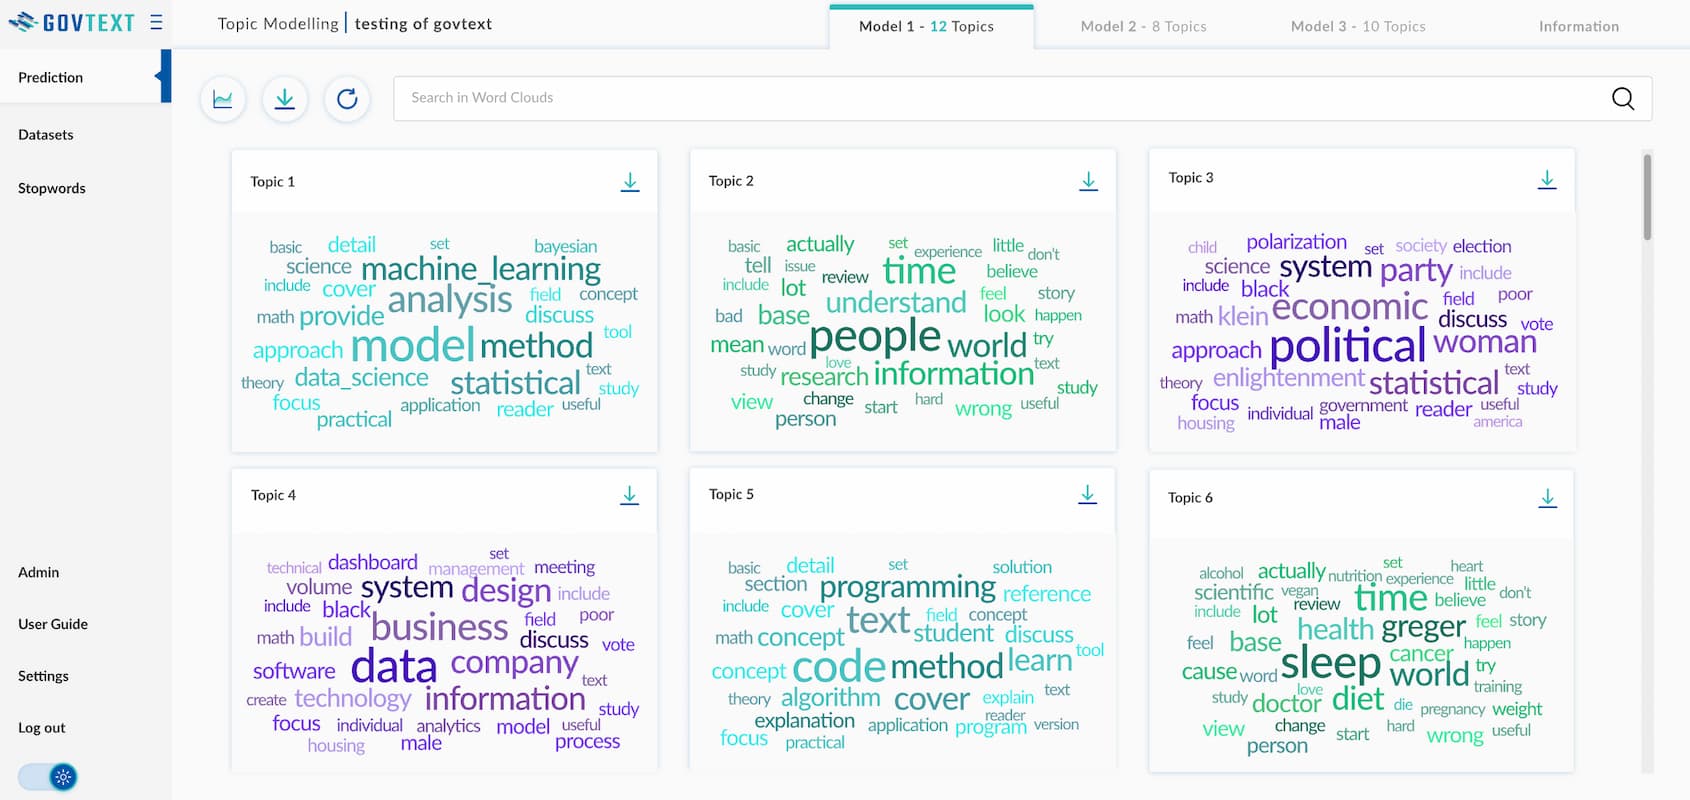 GOVTEXT
Topic Modelling | testing of govtext
Model 1 - 12 Topics
Model 2 - 8 Topics
Model 3 - 10 Topics
Information
Prediction
Datasets
Stopwords
Admin
User Guide
Settings
Log out
Search in Word Clouds
Topic 1
basic detail set bayesian
science machine_learning
include cover analysis field concept
math provide discuss
approach model method tool
theory data_science statistical text study
focus application reader useful
practical
Topic 2
basic actually set experience little don't
tell issue review time believe
include lot understand feel story
bad base people look happen
mean word world try
study love research information text study
view change start hard wrong useful
person
Topic 3
child polarization set society election
science system party include
include black economic field poor
math klein discuss vote
approach political woman
theory enlightenment statistical text study
focus individual government reader useful
housing male america
Topic 4
technical dashboard management set meeting
volume system design include
include black business field poor
math build discuss vote
software data company text
create technology information study
focus individual analytics model useful
housing male process
Topic 5
basic detail set solution
section programming reference
include cover text field concept
math concept student discuss
concept code method learn tool
theory algorithm cover explain text
explanation application program reader version
focus practical
Topic 6
alcohol actually nutrition set experience heart
scientific vegan review time little don't
include lot health greger believe feel story
feel base cancer happen
cause word sleep world try
study love doctor diet die pregnancy training weight
view change start hard wrong useful
person